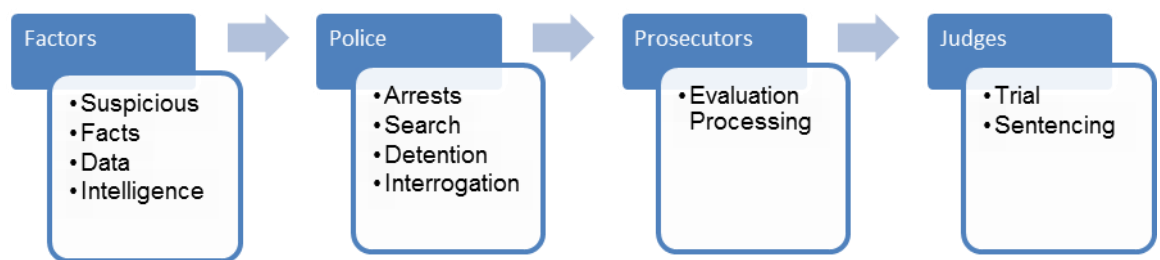 Factors
•Suspicious
•Facts
•Data
•Intelligence
Police
•Arrests
•Search
•Detention
•Interrogation
Prosecutors
•Evaluation
Processing
Judges
•Trial
•Sentencing